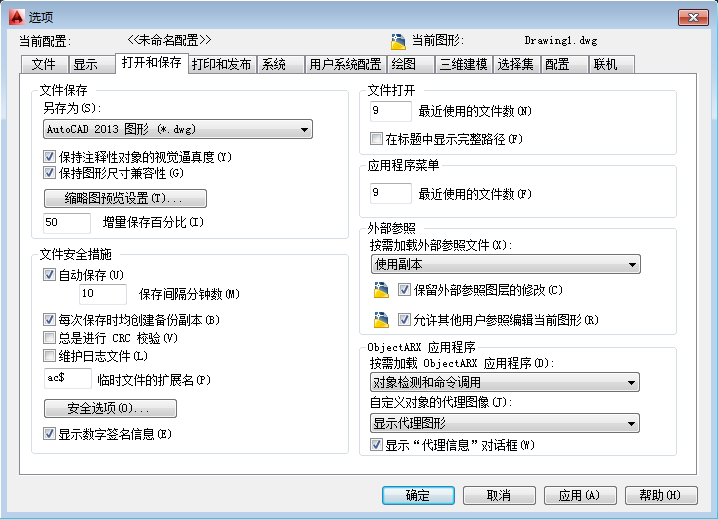 选项
当前配置: <<未命名配置>> 当前图形: Drawing1.dwg
文件 显示 打开和保存 打印和发布 系统 用户系统配置 绘图 三维建模 选择集 配置 联机
文件保存
另存为(S):
AutoCAD 2013 图形 (*.dwg)
保持注释性对象的视觉逼真度(Y)
保持图形尺寸兼容性(G)
缩略图预览设置(T)...
50 增量保存百分比(I)
文件安全措施
自动保存(U)
10 保存间隔分钟数(M)
每次保存时均创建备份副本(B)
总是进行 CRC 校验(V)
维护日志文件(L)
ac$ 临时文件的扩展名(P)
安全选项(O)...
显示数字签名信息(E)
文件打开
9 最近使用的文件数(N)
在标题中显示完整路径(F)
应用程序菜单
9 最近使用的文件数(F)
外部参照
按需加载外部参照文件(X):
使用副本
保留外部参照图层的修改(C)
允许其他用户参照编辑当前图形(R)
ObjectARX 应用程序
按需加载 ObjectARX 应用程序(D):
对象检测和命令调用
自定义对象的代理图像(J):
显示代理图形
显示“代理信息”对话框(W)
确定 取消 应用(A) 帮助(H)